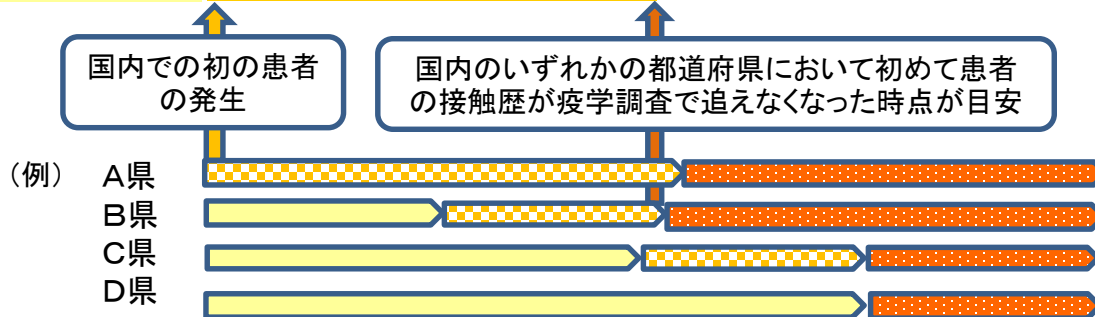 国内での初の患者
の発生
国内のいずれかの都道府県において初めて患者
の接触歴が疫学調査で追えなくなった時点が目安
(例) A県
B県
C県
D県